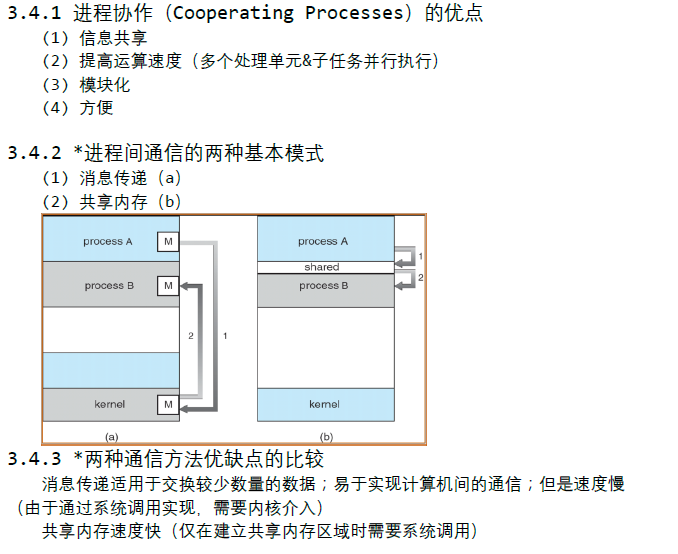 3.4.1 进程协作（Cooperating Processes）的优点
（1）信息共享
（2）提高运算速度（多个处理单元&子任务并行执行）
（3）模块化
（4）方便
3.4.2 *进程间通信的两种基本模式
（1）消息传递（a）
（2）共享内存（b）
process A M
process B M
2 1
kernel M
(a)
process A
1
shared
2
process B
kernel
(b)
3.4.3 *两种通信方法优缺点的比较
消息传递适用于交换较少数量的数据；易于实现计算机间的通信；但是速度慢
（由于通过系统调用实现，需要内核介入）
共享内存速度快（仅在建立共享内存区域时需要系统调用）